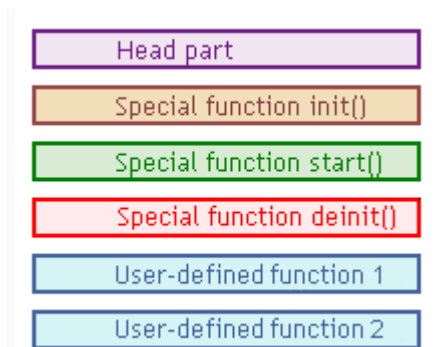 Head part
Special function init()
Special function start()
Special function deinit()
User-defined function 1
User-defined function 2